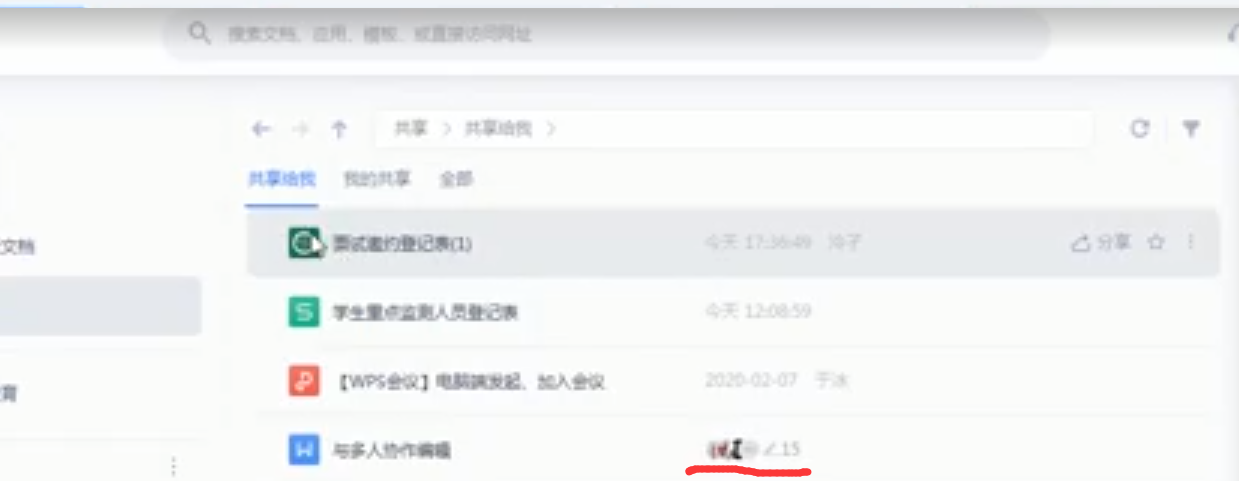 搜索文档、应用、模板、或直接访问网址
共享 > 共享给我 >
共享给我 我的共享 全部
文档
面试邀约登记表(1) 今天 17:36:49 分享
学生重点监测人员登记表 今天 12:08:59
【WPS会议】电脑端发起、加入会议 2020-02-07 于冰
育
与多人协作编辑